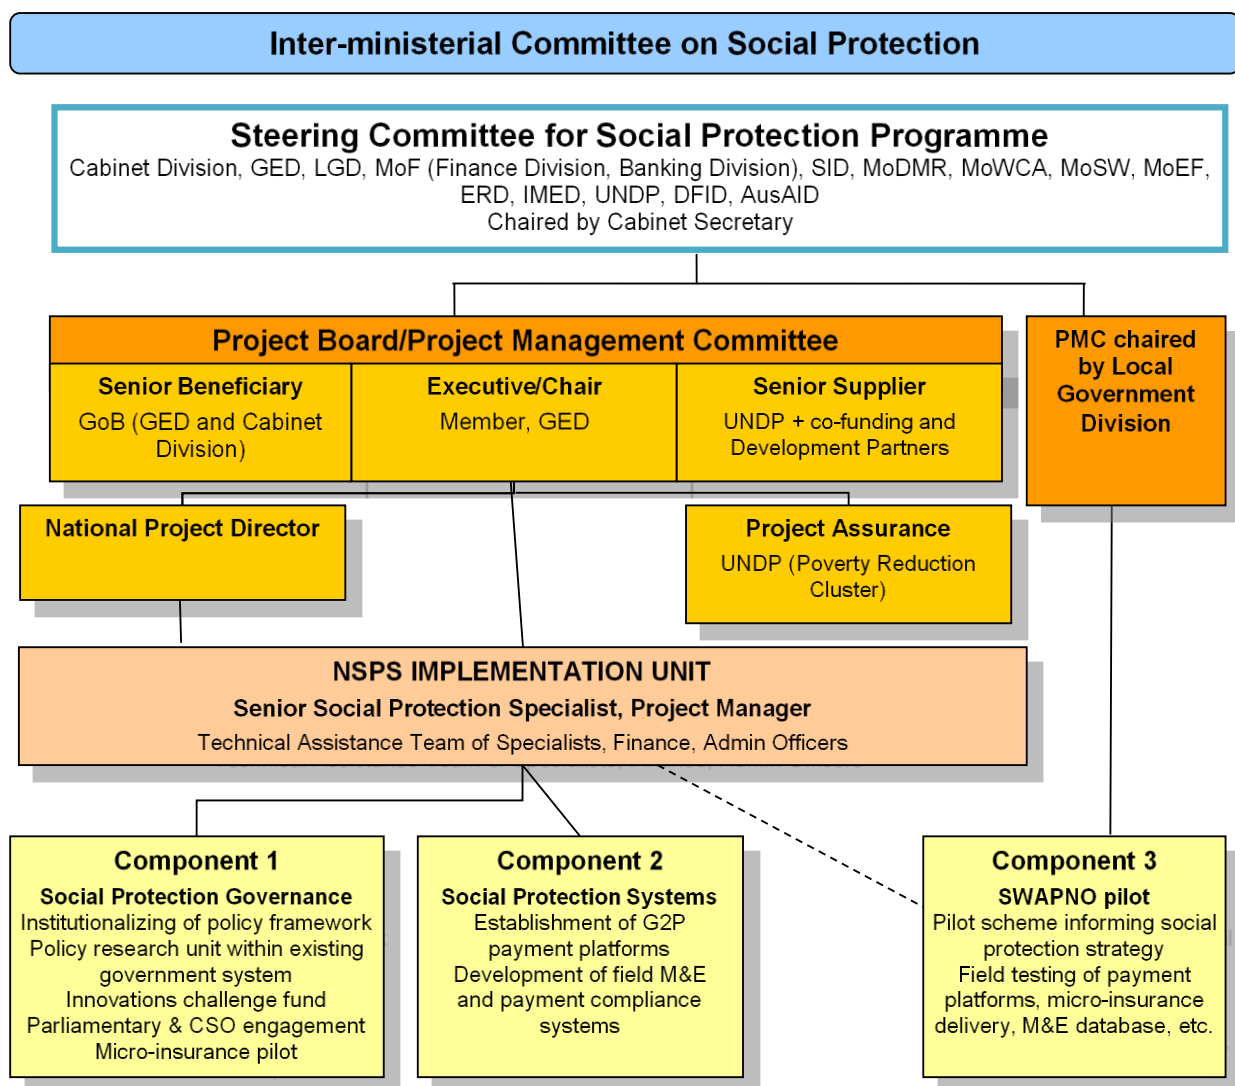 Inter-ministerial Committee on Social Protection
Steering Committee for Social Protection Programme
Cabinet Division, GED, LGD, MoF (Finance Division, Banking Division), SID, MoDMR, MoWCA, MoSW, MoEF,
ERD, IMED, UNDP, DFID, AusAID
Chaired by Cabinet Secretary
Project Board/Project Management Committee
Senior Beneficiary
GoB (GED and Cabinet
Division)
Executive/Chair
Member, GED
Senior Supplier
UNDP + co-funding and
Development Partners
PMC chaired
by Local
Government
Division
National Project Director
Project Assurance
UNDP (Poverty Reduction
Cluster)
NSPS IMPLEMENTATION UNIT
Senior Social Protection Specialist, Project Manager
Technical Assistance Team of Specialists, Finance, Admin Officers
Component 1
Social Protection Governance
Institutionalizing of policy framework
Policy research unit within existing
government system
Innovations challenge fund
Parliamentary & CSO engagement
Micro-insurance pilot
Component 2
Social Protection Systems
Establishment of G2P
payment platforms
Development of field M&E
and payment compliance
systems
Component 3
SWAPNO pilot
Pilot scheme informing social
protection strategy
Field testing of payment
platforms, micro-insurance
delivery, M&E database, etc.